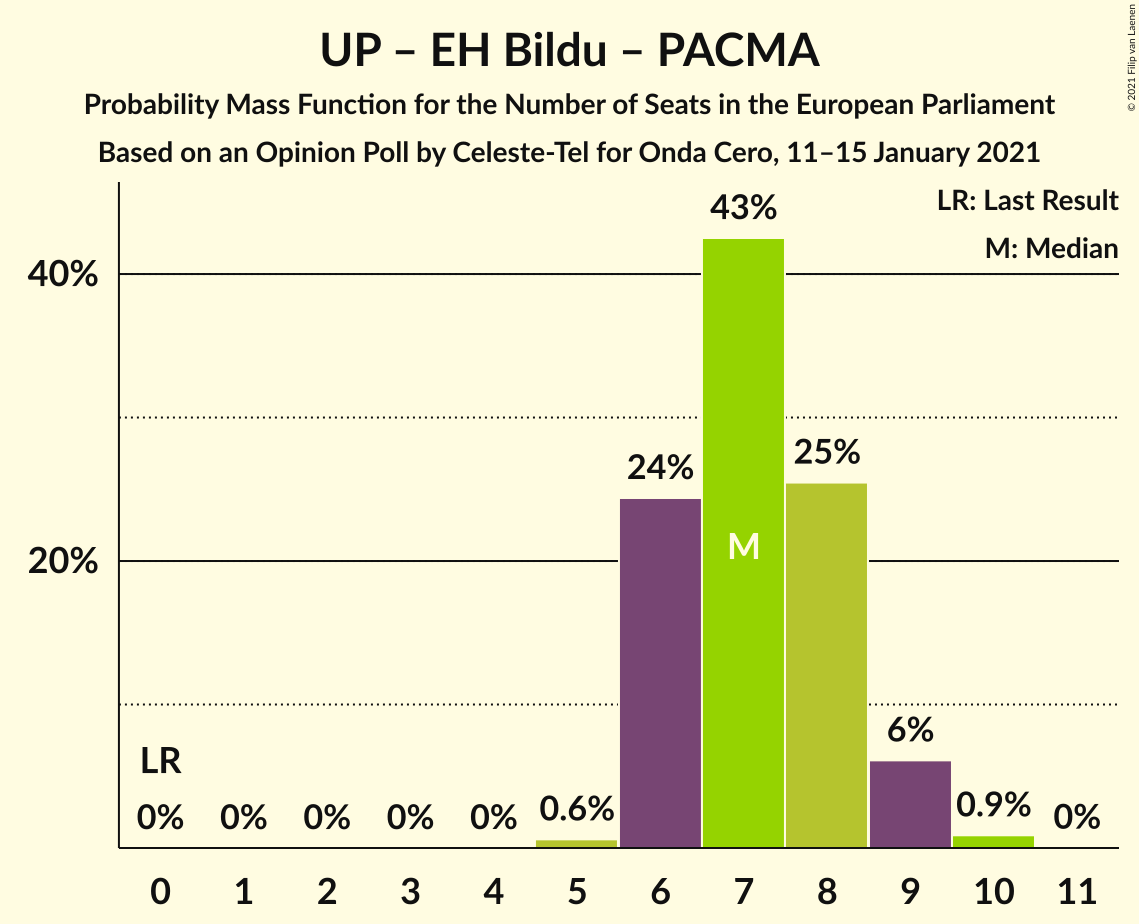 UP – EH Bildu – PACMA
Probability Mass Function for the Number of Seats in the European Parliament
Based on an Opinion Poll by Celeste-Tel for Onda Cero, 11–15 January 2021
© 2021 Filip van Laenen
LR: Last Result
M: Median
43%
40%
25%
24%
M
20%
6%
LR
0% 0% 0% 0% 0% 0.6% 0.9% 0%
0 1 2 3 4 5 6 7 8 9 10 11